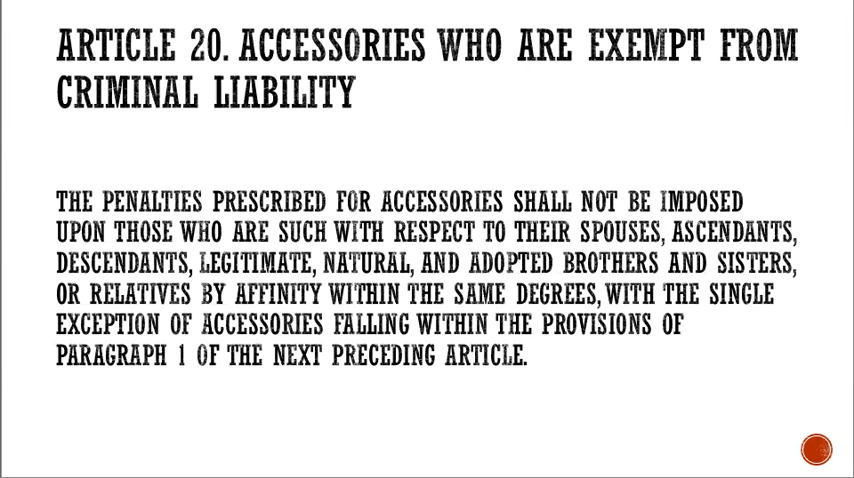 ARTICLE 20. ACCESSORIES WHO ARE EXEMPT FROM
CRIMINAL LIABILITY
THE PENALTIES PRESCRIBED FOR ACCESSORIES SHALL NOT BE IMPOSED
UPON THOSE WHO ARE SUCH WITH RESPECT TO THEIR SPOUSES, ASCENDANTS,
DESCENDANTS, LEGITIMATE, NATURAL, AND ADOPTED BROTHERS AND SISTERS,
OR RELATIVES BY AFFINITY WITHIN THE SAME DEGREES, WITH THE SINGLE
EXCEPTION OF ACCESSORIES FALLING WITHIN THE PROVISIONS OF
PARAGRAPH 1 OF THE NEXT PRECEDING ARTICLE.